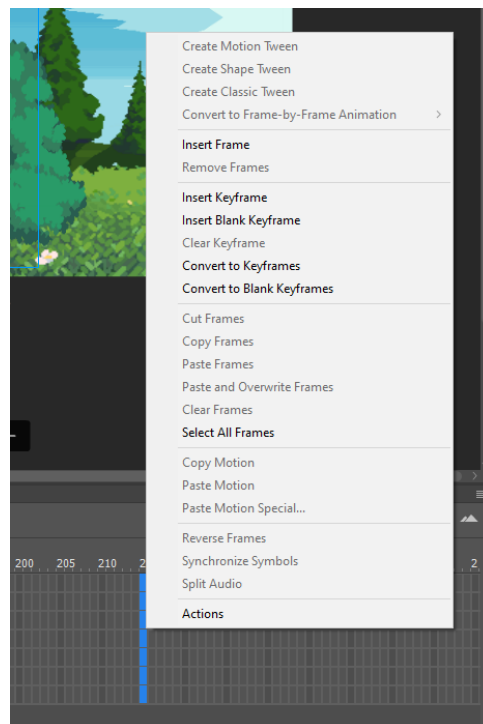 Create Motion Tween
Create Shape Tween
Create Classic Tween
Convert to Frame-by-Frame Animation
Insert Frame
Remove Frames
Insert Keyframe
Insert Blank Keyframe
Clear Keyframe
Convert to Keyframes
Convert to Blank Keyframes
Cut Frames
Copy Frames
Paste Frames
Paste and Overwrite Frames
Clear Frames
Select All Frames
Copy Motion
Paste Motion
Paste Motion Special...
Reverse Frames
Synchronize Symbols
Split Audio
Actions
200 205 210 2 2